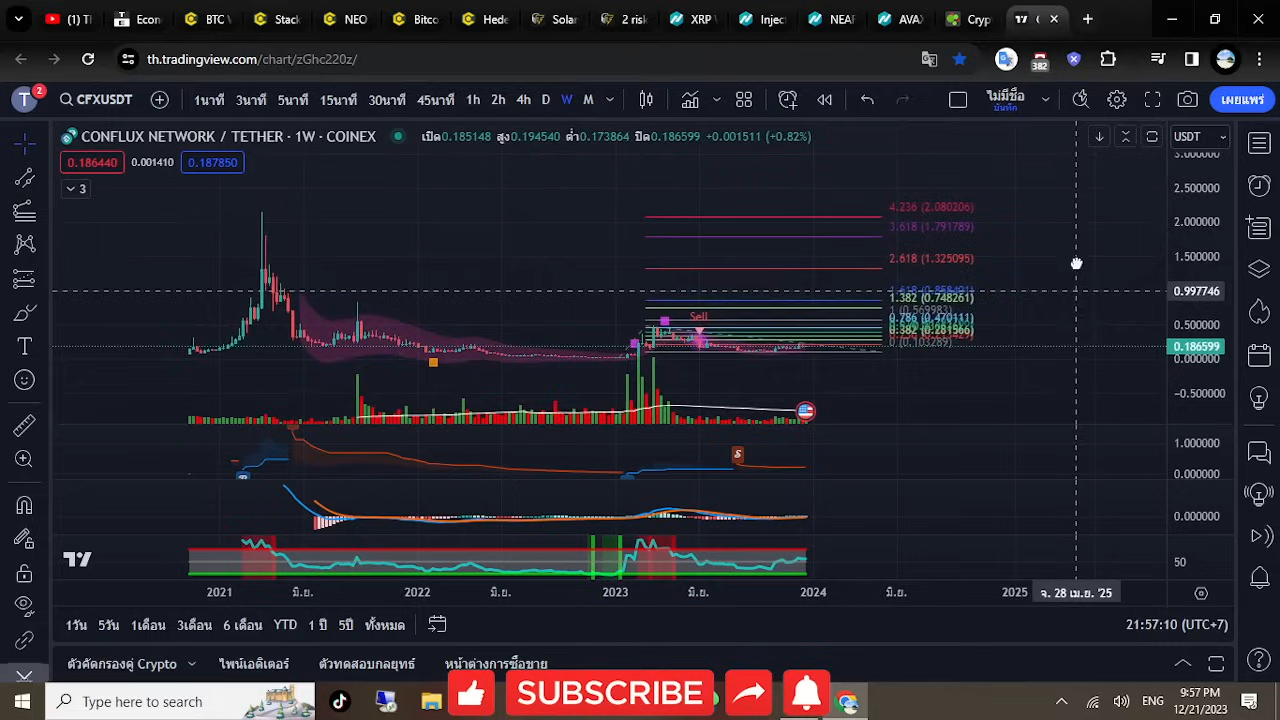 (1) T
Econ
BTC \
Stack
NEO
Bitco
Hede
Solar
2 risk
XRP
Injec
NEAF
AVA
Cryp
th.tradingview.com/chart/zGhc220z/
382
T 2 CFXUSDT 1นาที 3นาที 5นาที 15นาที 30นาที 45นาที 1h 2h 4h D W M ไม่มีชื่อ บันทึก เผยแพร่
CONFLUX NETWORK / TETHER · 1W · COINEX เปิด0.185148 สูง0.194540 ต่ำ0.173864 ปิด0.186599 +0.001511 (+0.82%) USDT
0.186440 0.001410 0.187850
3
3.000000
2.500000
4.236 (2.080206)
2.000000
3.618 (1.791789)
2.618 (1.325095)
1.500000
0.997746
1.382 (0.748261)
1 (0.569983)
Sell
0.786 (0.470111)
0.500000
0.382 (0.281966)
0 (0.103289)
0.186599
0.000000
−0.500000
1.000000
S
0.000000
0.000000
50
2021 มิ.ย. 2022 มิ.ย. 2023 มิ.ย. 2024 มิ.ย. 2025 จ. 28 เม.ย. '25
1วัน 5วัน 1เดือน 3เดือน 6 เดือน YTD 1 ปี 5ปี ทั้งหมด 21:57:10 (UTC+7)
ตัวคัดกรองคู่ Crypto ไพน์เอดิเตอร์ ตัวทดสอบกลยุทธ์ หน้าต่างการซื้อขาย
SUBSCRIBE
Type here to search
ENG
9:57 PM
12/21/2023